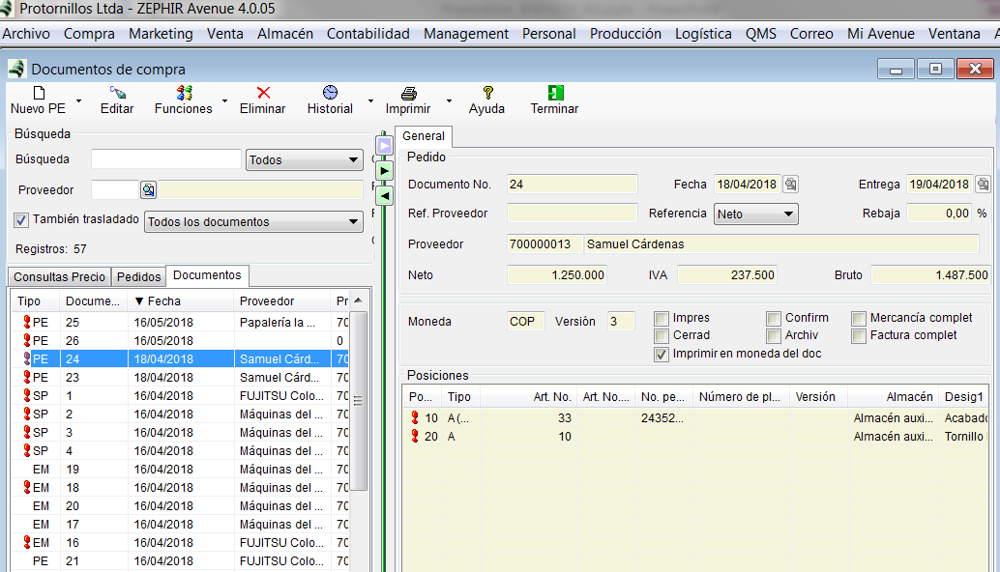 Protornillos Ltda - ZEPHIR Avenue 4.0.05
Archivo Compra Marketing Venta Almacén Contabilidad Management Personal Producción Logística QMS Correo Mi Avenue Ventana A
Documentos de compra
Nuevo PE Editar Funciones Eliminar Historial Imprimir Ayuda Terminar
Búsqueda
Búsqueda Todos
Proveedor
También trasladado Todos los documentos
Registros: 57
Consultas Precio Pedidos Documentos
Tipo Docume... Fecha Proveedor Pr
PE 25 16/05/2018 Papalería la ... 70
PE 26 16/05/2018 0
PE 24 18/04/2018 Samuel Cárd... 70
PE 23 18/04/2018 Samuel Cárd... 70
SP 1 16/04/2018 FUJITSU Colo... 70
SP 2 16/04/2018 Máquinas del ... 70
SP 3 16/04/2018 Máquinas del ... 70
SP 4 16/04/2018 Máquinas del ... 70
EM 19 16/04/2018 Máquinas del ... 70
EM 18 16/04/2018 Máquinas del ... 70
EM 20 16/04/2018 Máquinas del ... 70
EM 17 16/04/2018 Máquinas del ... 70
EM 16 16/04/2018 FUJITSU Colo... 70
PE 21 16/04/2018 FUJITSU Colo... 70
General
Pedido
Documento No. 24 Fecha 18/04/2018 Entrega 19/04/2018
Ref. Proveedor Referencia Neto Rebaja 0,00 %
Proveedor 700000013 Samuel Cárdenas
Neto 1.250.000 IVA 237.500 Bruto 1.487.500
Moneda COP Versión 3 Impres Confirm Mercancía complet
Cerrad Archiv Factura complet
Imprimir en moneda del doc
Posiciones
Po... Tipo Art. No. Art. No.... No. pe... Número de pl... Versión Almacén Desig1
10 A (... 33 24352... Almacén auxi... Acabado
20 A 10 Almacén auxi... Tornillo